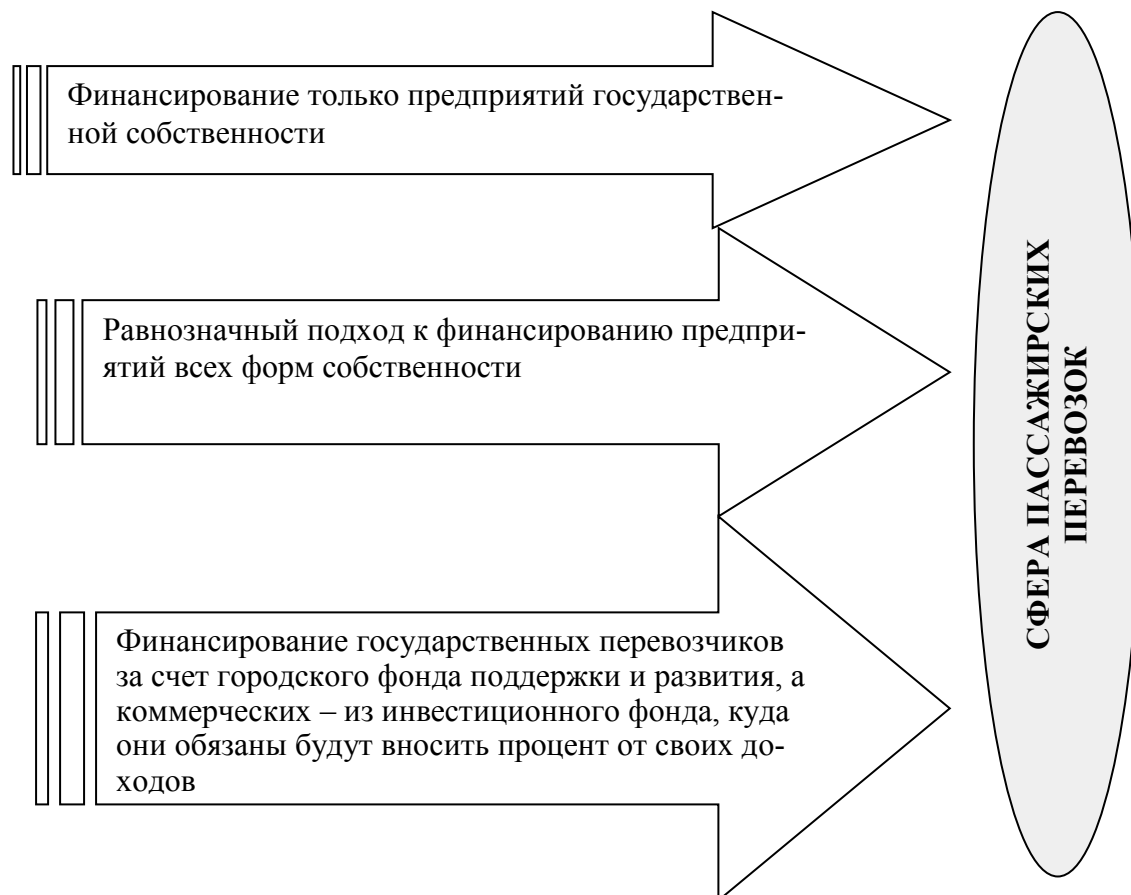 Финансирование только предприятий государствен-
ной собственности
Равнозначный подход к финансированию предпри-
ятий всех форм собственности
Финансирование государственных перевозчиков
за счет городского фонда поддержки и развития, а
коммерческих – из инвестиционного фонда, куда
они обязаны будут вносить процент от своих до-
ходов
СФЕРА ПАССАЖИРСКИХ
ПЕРЕВОЗОК